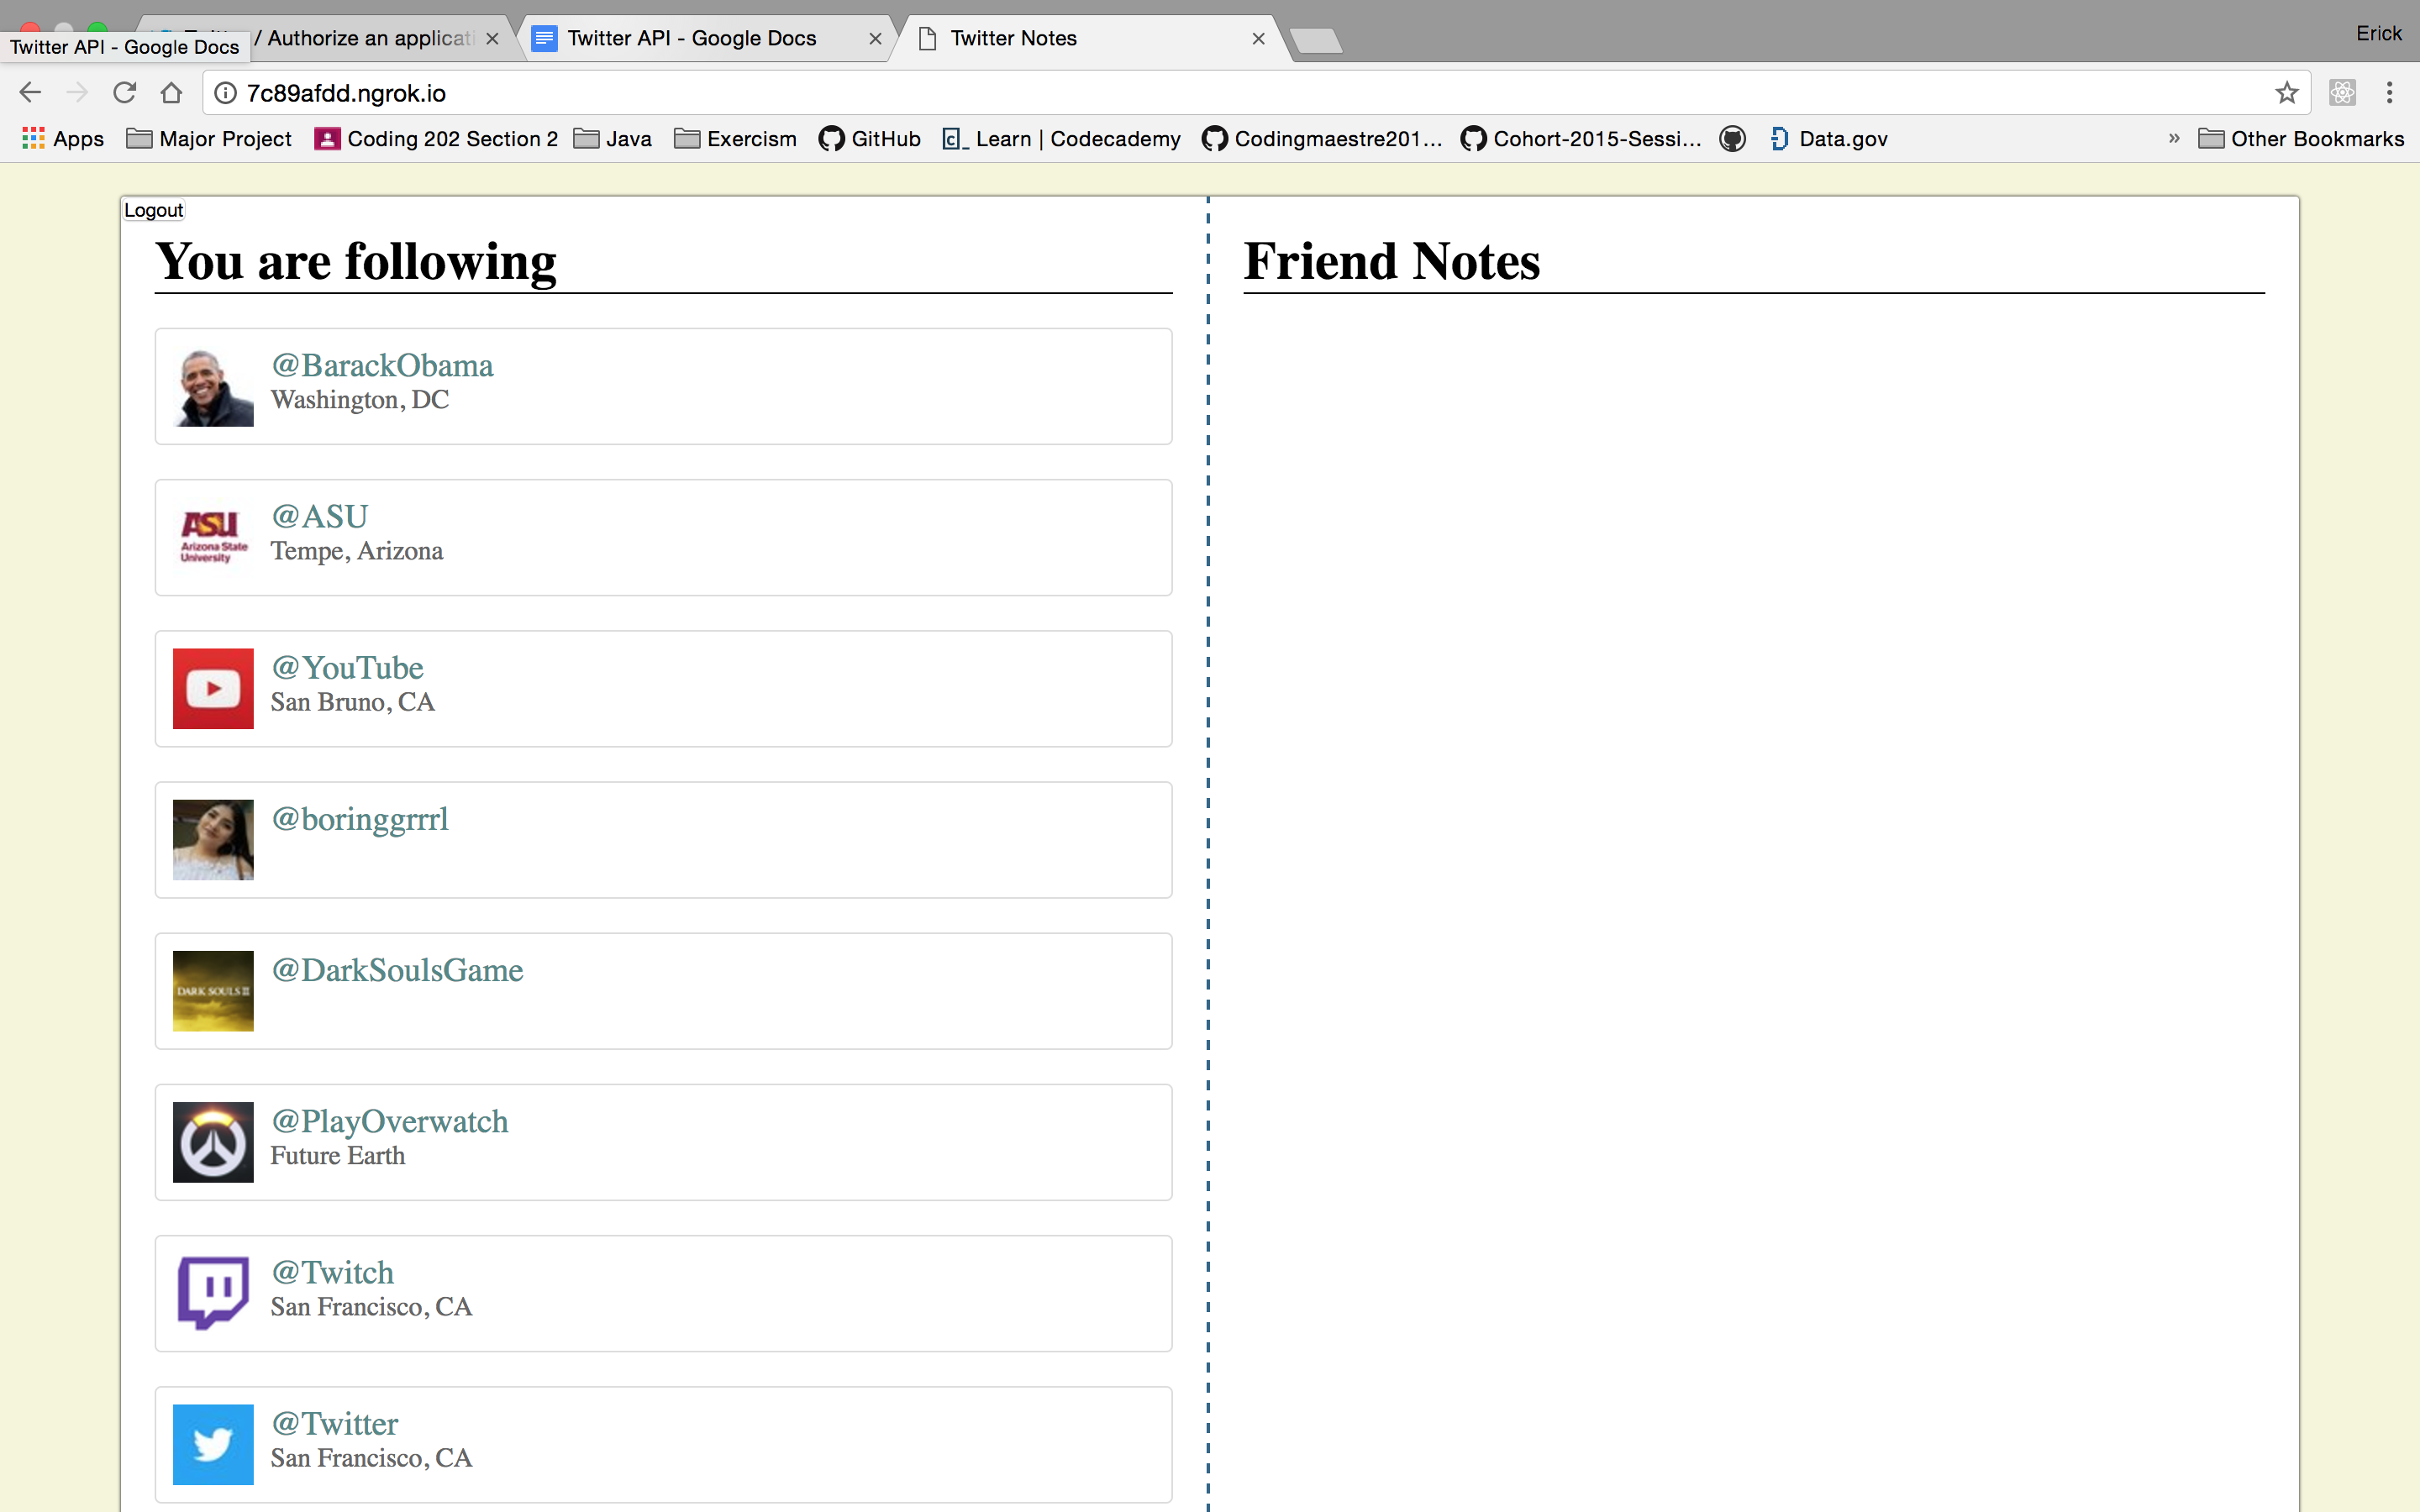 Erick
/ Authorize an applicati
Twitter API - Google Docs
Twitter Notes
Twitter API - Google Docs
7c89afdd.ngrok.io
Apps
Major Project
Coding 202 Section 2
Java
Exercism
GitHub
Learn | Codecademy
Codingmaestre201...
Cohort-2015-Sessi...
Data.gov
»
Other Bookmarks
Logout
You are following
@BarackObama
Washington, DC
ASU
Arizona State
University
@ASU
Tempe, Arizona
@YouTube
San Bruno, CA
@boringgrrrl
DARK SOULS II
@DarkSoulsGame
@PlayOverwatch
Future Earth
@Twitch
San Francisco, CA
@Twitter
San Francisco, CA
Friend Notes